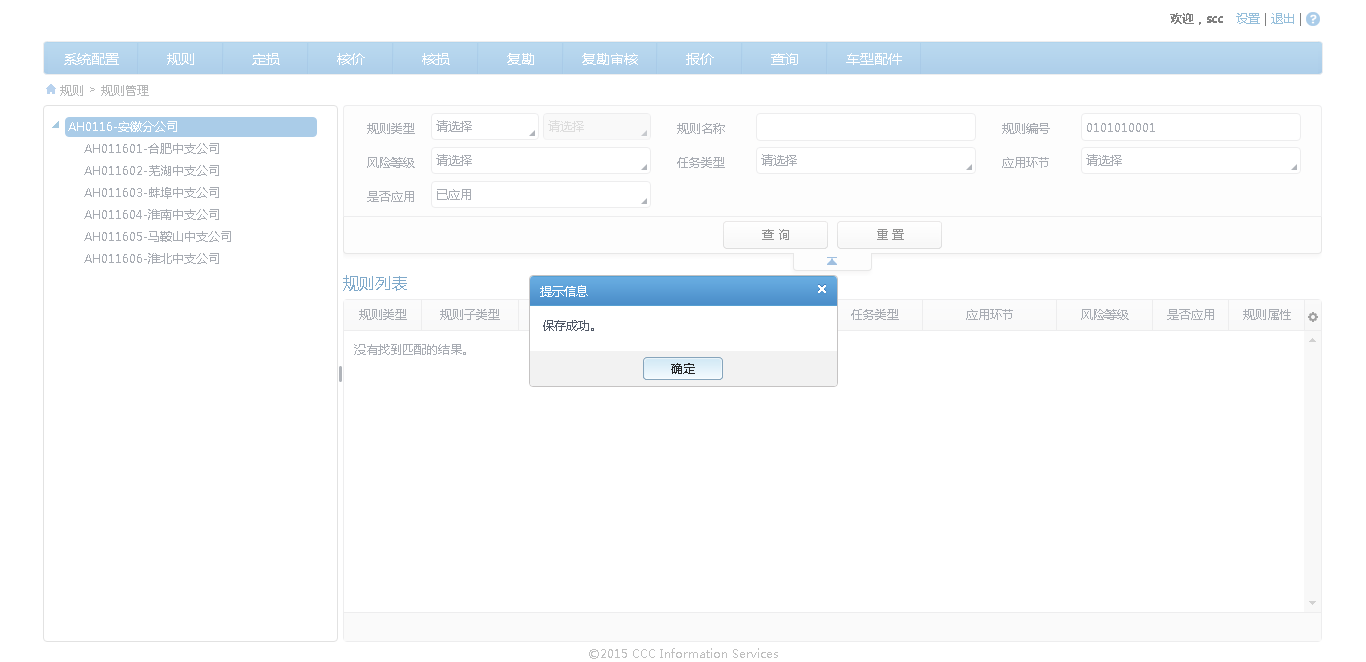 欢迎，scc 设置 | 退出 | ?
系统配置 规则 定损 核价 核损 复勘 复勘审核 报价 查询 车型配件
规则 > 规则管理
AH0116-安徽分公司
AH011601-合肥中支公司
AH011602-芜湖中支公司
AH011603-蚌埠中支公司
AH011604-淮南中支公司
AH011605-马鞍山中支公司
AH011606-淮北中支公司
规则类型 请选择 请选择 规则名称 规则编号 0101010001
风险等级 请选择 任务类型 请选择 应用环节 请选择
是否应用 已应用
查 询 重 置
规则列表
提示信息
规则类型 规则子类型 任务类型 应用环节 风险等级 是否应用 规则属性
保存成功。
没有找到匹配的结果。
确定
©2015 CCC Information Services